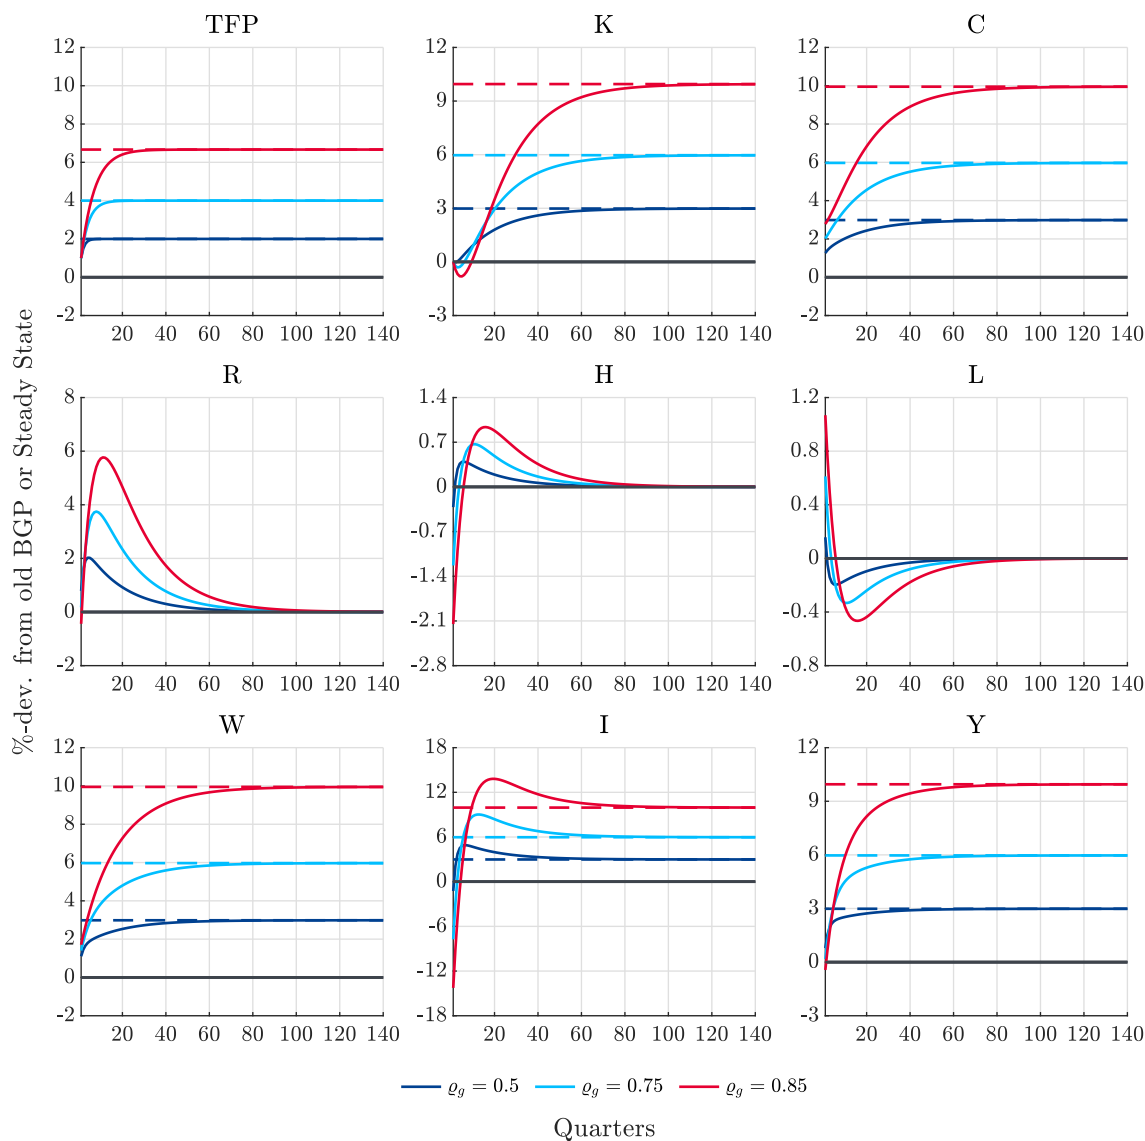 TFP K C
12 12 12
10 10
8 9 8
6 6 6
4 4
2 3 2
0 0 0
-2 -3 -2
20 40 60 80 100 120 140 20 40 60 80 100 120 140 20 40 60 80 100 120 140
%-dev. from old BGP or Steady State
R H L
8 1.4 1.2
6 0.7 0.8
4 0 0.4
-0.7
2 -1.4 0
0 -2.1 -0.4
-2 -2.8 -0.8
20 40 60 80 100 120 140 20 40 60 80 100 120 140 20 40 60 80 100 120 140
W I Y
12 18 12
10 12 9
8 6 6
6 0
4 -6 3
2 0
0 -12
-2 -18 -3
20 40 60 80 100 120 140 20 40 60 80 100 120 140 20 40 60 80 100 120 140
ϱg = 0.5 ϱg = 0.75 ϱg = 0.85
Quarters